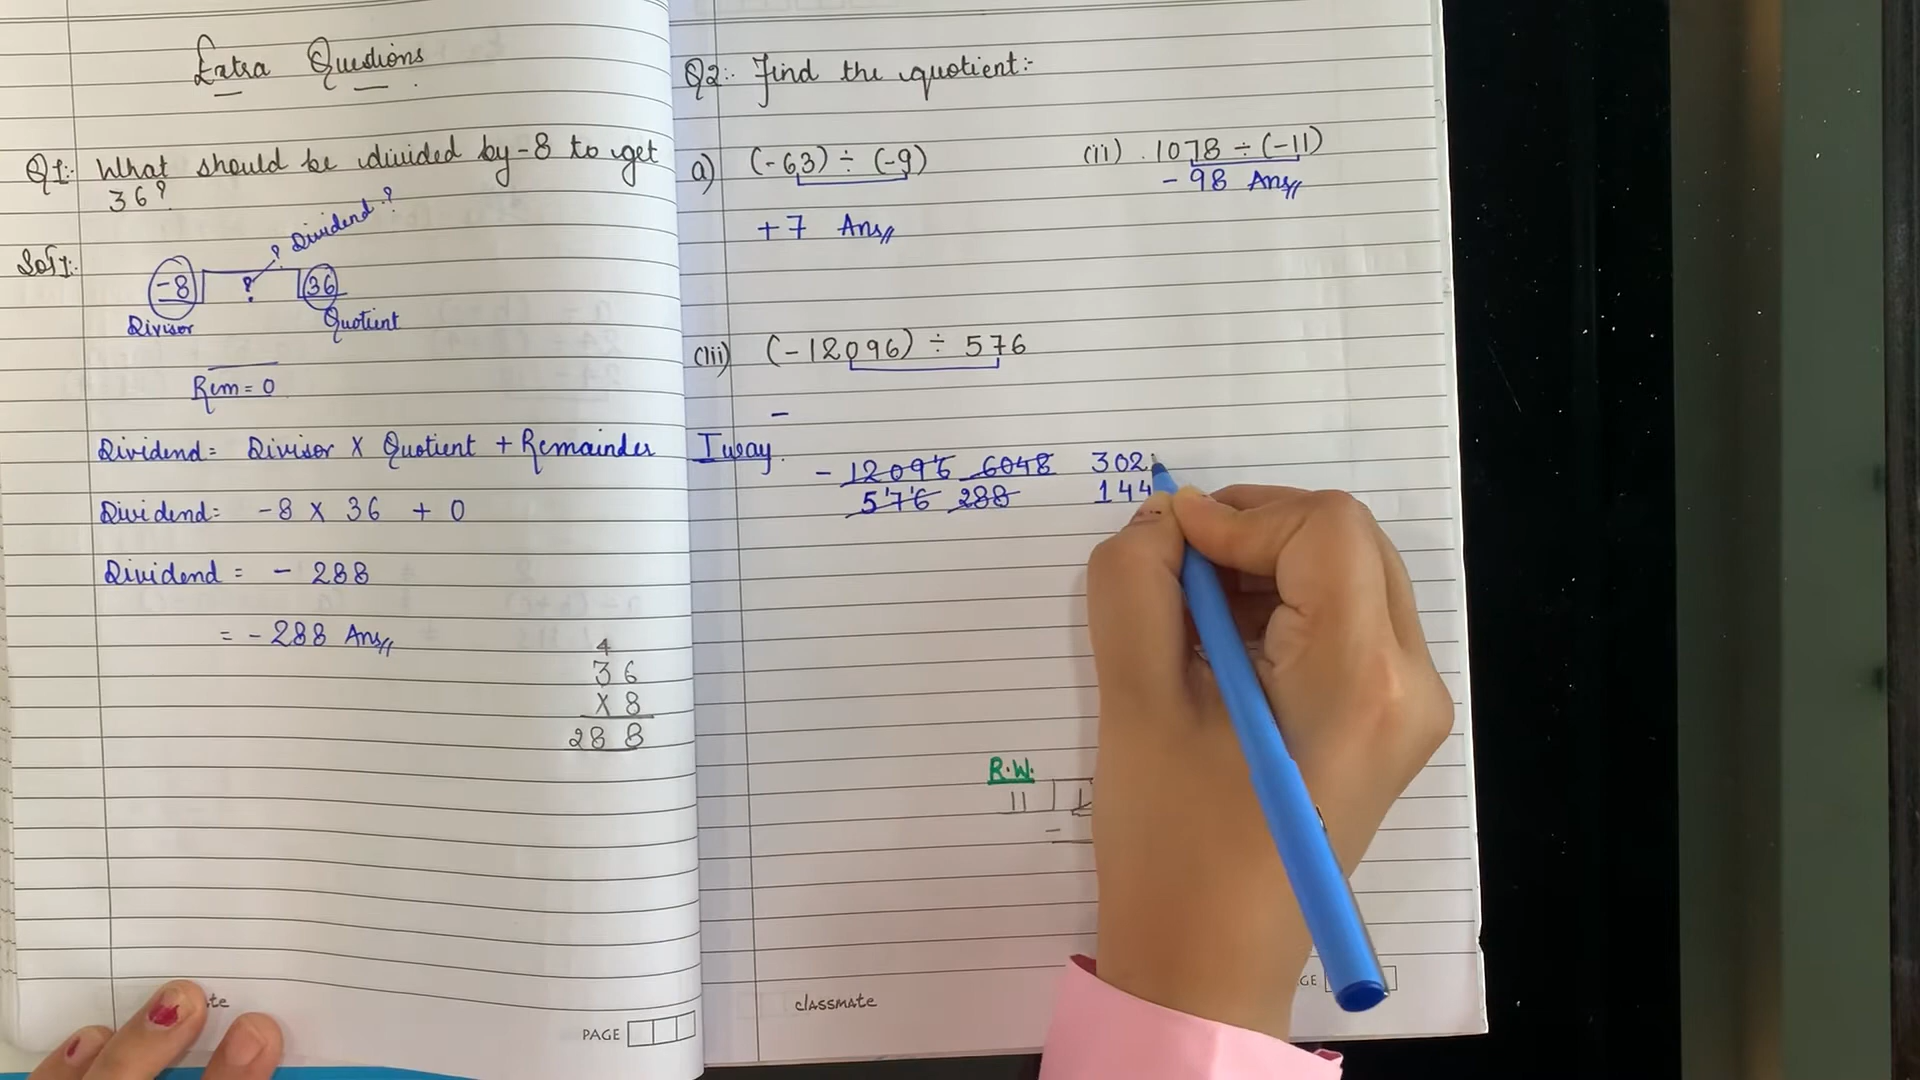 Extra Questions
Q1:- What should be divided by -8 to get
36?
Sol1:-
? Dividend?
-8 ? 36
Divisor Quotient
Rem = 0
Dividend = Divisor X Quotient + Remainder
Dividend = -8 X 36 + 0
Dividend = - 288
= - 288 Ans
4
36
X 8
288
PAGE
Q2:- Find the quotient:-
a) (-63) ÷ (-9)
+7 Ans
(ii) . 1078 ÷ (-11)
- 98 Ans
(iii) (-12096) ÷ 576
-
I way.
- 12096 6048 302
576 288 144
R.W.
11
-
classmate